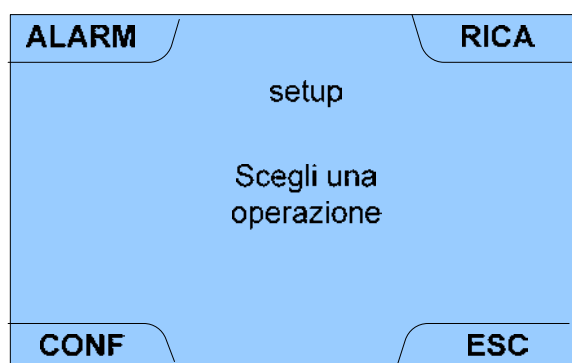 ALARM
RICA
setup
Scegli una
operazione
CONF
ESC